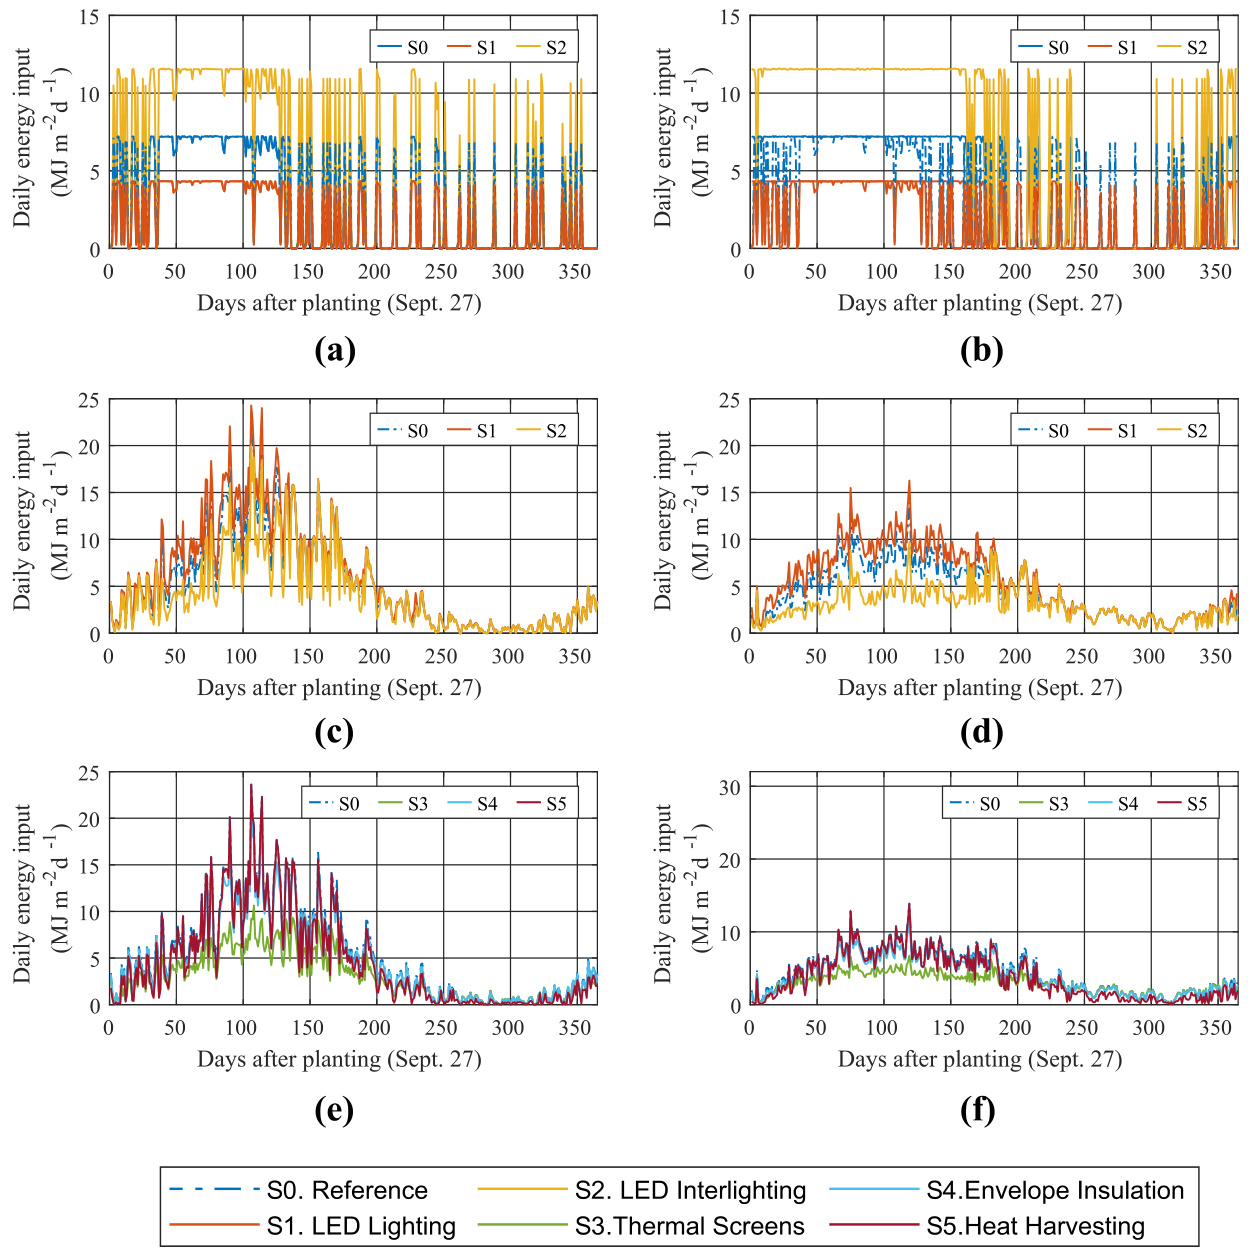 15
10
5
0
Daily energy input
(MJ m⁻²d ⁻¹)
S0 S1 S2
0 50 100 150 200 250 300 350
Days after planting (Sept. 27)
(a)
15
10
5
0
Daily energy input
(MJ m⁻²d ⁻¹)
S0 S1 S2
0 50 100 150 200 250 300 350
Days after planting (Sept. 27)
(b)
25
20
15
10
5
0
Daily energy input
(MJ m⁻²d ⁻¹)
S0 S1 S2
0 50 100 150 200 250 300 350
Days after planting (Sept. 27)
(c)
25
20
15
10
5
0
Daily energy input
(MJ m⁻²d ⁻¹)
S0 S1 S2
0 50 100 150 200 250 300 350
Days after planting (Sept. 27)
(d)
25
20
15
10
5
0
Daily energy input
(MJ m⁻²d ⁻¹)
S0 S3 S4 S5
0 50 100 150 200 250 300 350
Days after planting (Sept. 27)
(e)
30
20
10
0
Daily energy input
(MJ m⁻²d ⁻¹)
S0 S3 S4 S5
0 50 100 150 200 250 300 350
Days after planting (Sept. 27)
(f)
S0. Reference S2. LED Interlighting S4.Envelope Insulation
S1. LED Lighting S3.Thermal Screens S5.Heat Harvesting